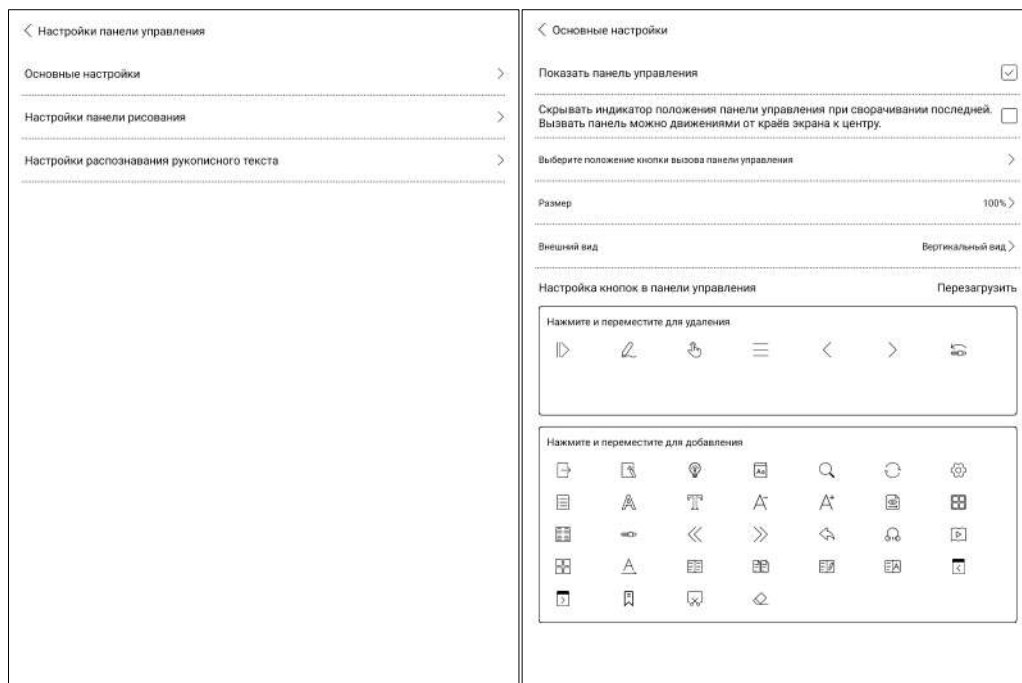 Настройки панели управления
Основные настройки
Настройки панели рисования
Настройки распознавания рукописного текста
Основные настройки
Показать панель управления
Скрывать индикатор положения панели управления при сворачивании последней.
Вызвать панель можно движениями от краёв экрана к центру.
Выберите положение кнопки вызова панели управления
Размер 100%
Внешний вид Вертикальный вид
Настройка кнопок в панели управления Перезагрузить
Нажмите и переместите для удаления
Нажмите и переместите для добавления